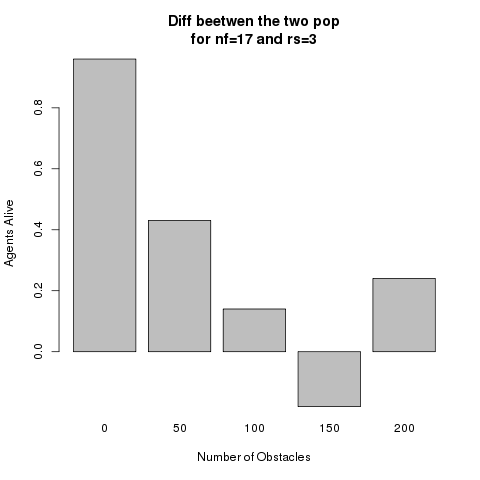 Diff beetwen the two pop
for nf=17 and rs=3
Agents Alive
0.8
0.6
0.4
0.2
0.0
0 50 100 150 200
Number of Obstacles